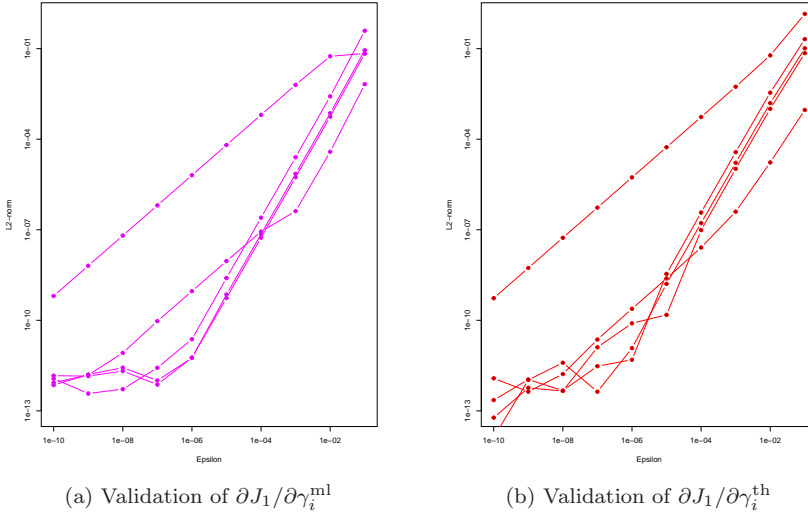 1e−01
1e−04
1e−07
1e−10
1e−13
L2−norm
1e−10 1e−08 1e−06 1e−04 1e−02
Epsilon
(a) Validation of ∂J₁/∂γᵢᵐˡ
1e−01
1e−04
1e−07
1e−10
1e−13
L2−norm
1e−10 1e−08 1e−06 1e−04 1e−02
Epsilon
(b) Validation of ∂J₁/∂γᵢᵗʰ